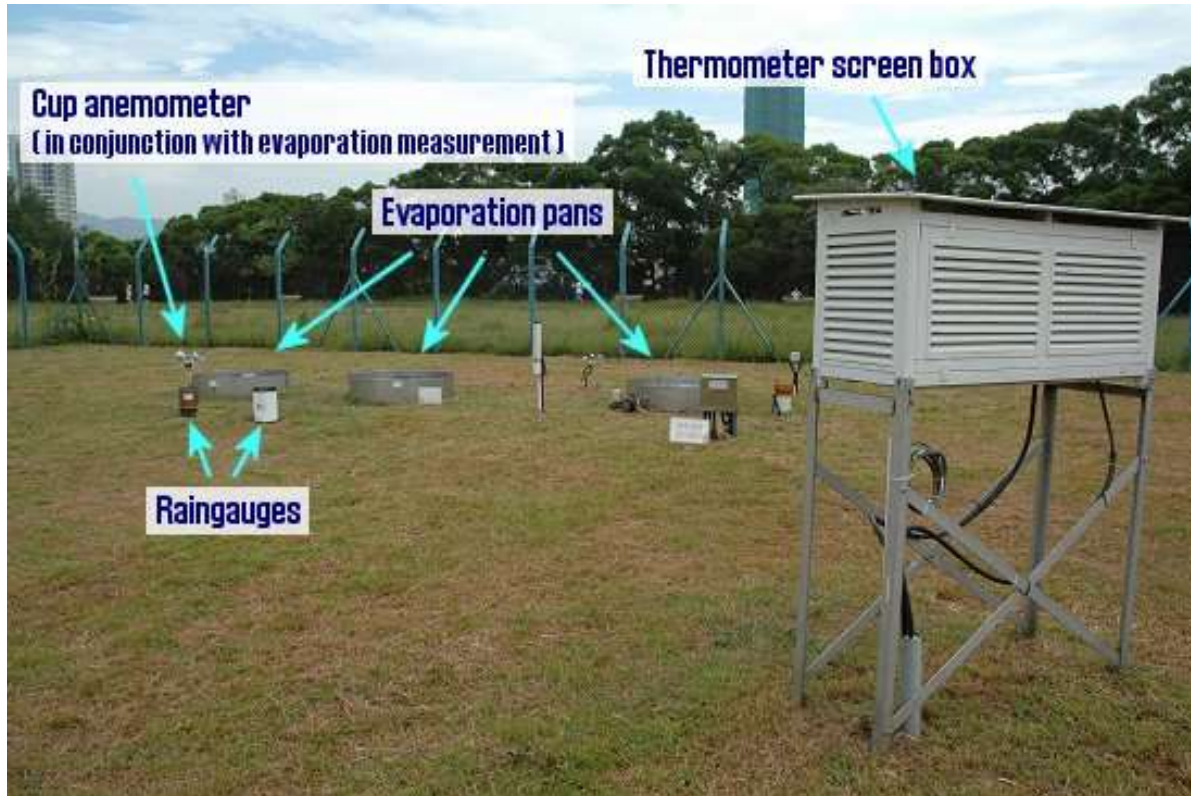 Thermometer screen box
Cup anemometer
( in conjunction with evaporation measurement )
Evaporation pans
Raingauges